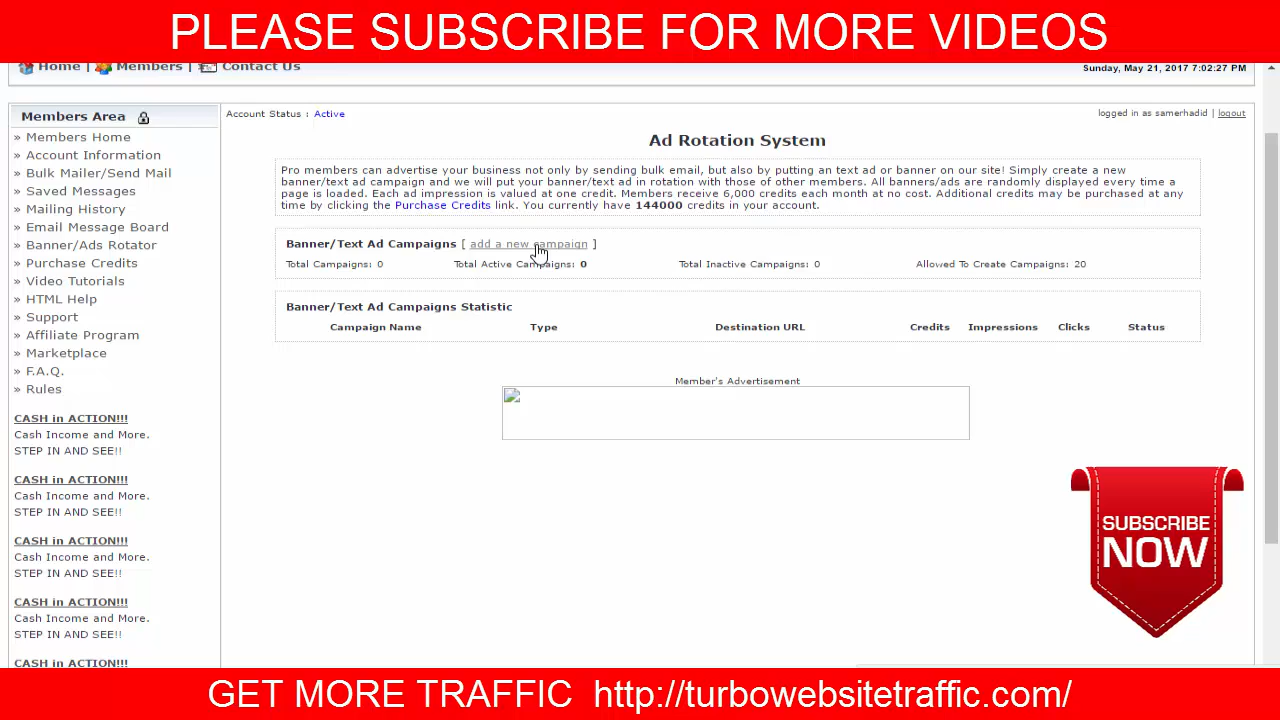 PLEASE SUBSCRIBE FOR MORE VIDEOS
Home | Members | Contact Us
Sunday, May 21, 2017 7:02:27 PM
Members Area
» Members Home
» Account Information
» Bulk Mailer/Send Mail
» Saved Messages
» Mailing History
» Email Message Board
» Banner/Ads Rotator
» Purchase Credits
» Video Tutorials
» HTML Help
» Support
» Affiliate Program
» Marketplace
» F.A.Q.
» Rules
CASH in ACTION!!!
Cash Income and More.
STEP IN AND SEE!!
CASH in ACTION!!!
Cash Income and More.
STEP IN AND SEE!!
CASH in ACTION!!!
Cash Income and More.
STEP IN AND SEE!!
CASH in ACTION!!!
Cash Income and More.
STEP IN AND SEE!!
CASH in ACTION!!!
Account Status : Active
logged in as samerhadid | logout
Ad Rotation System
Pro members can advertise your business not only by sending bulk email, but also by putting an text ad or banner on our site! Simply create a new
banner/text ad campaign and we will put your banner/text ad in rotation with those of other members. All banners/ads are randomly displayed every time a
page is loaded. Each ad impression is valued at one credit. Members receive 6,000 credits each month at no cost. Additional credits may be purchased at any
time by clicking the Purchase Credits link. You currently have 144000 credits in your account.
Banner/Text Ad Campaigns [ add a new campaign ]
Total Campaigns: 0 Total Active Campaigns: 0 Total Inactive Campaigns: 0 Allowed To Create Campaigns: 20
Banner/Text Ad Campaigns Statistic
Campaign Name Type Destination URL Credits Impressions Clicks Status
Member's Advertisement
SUBSCRIBE
NOW
GET MORE TRAFFIC http://turbowebsitetraffic.com/